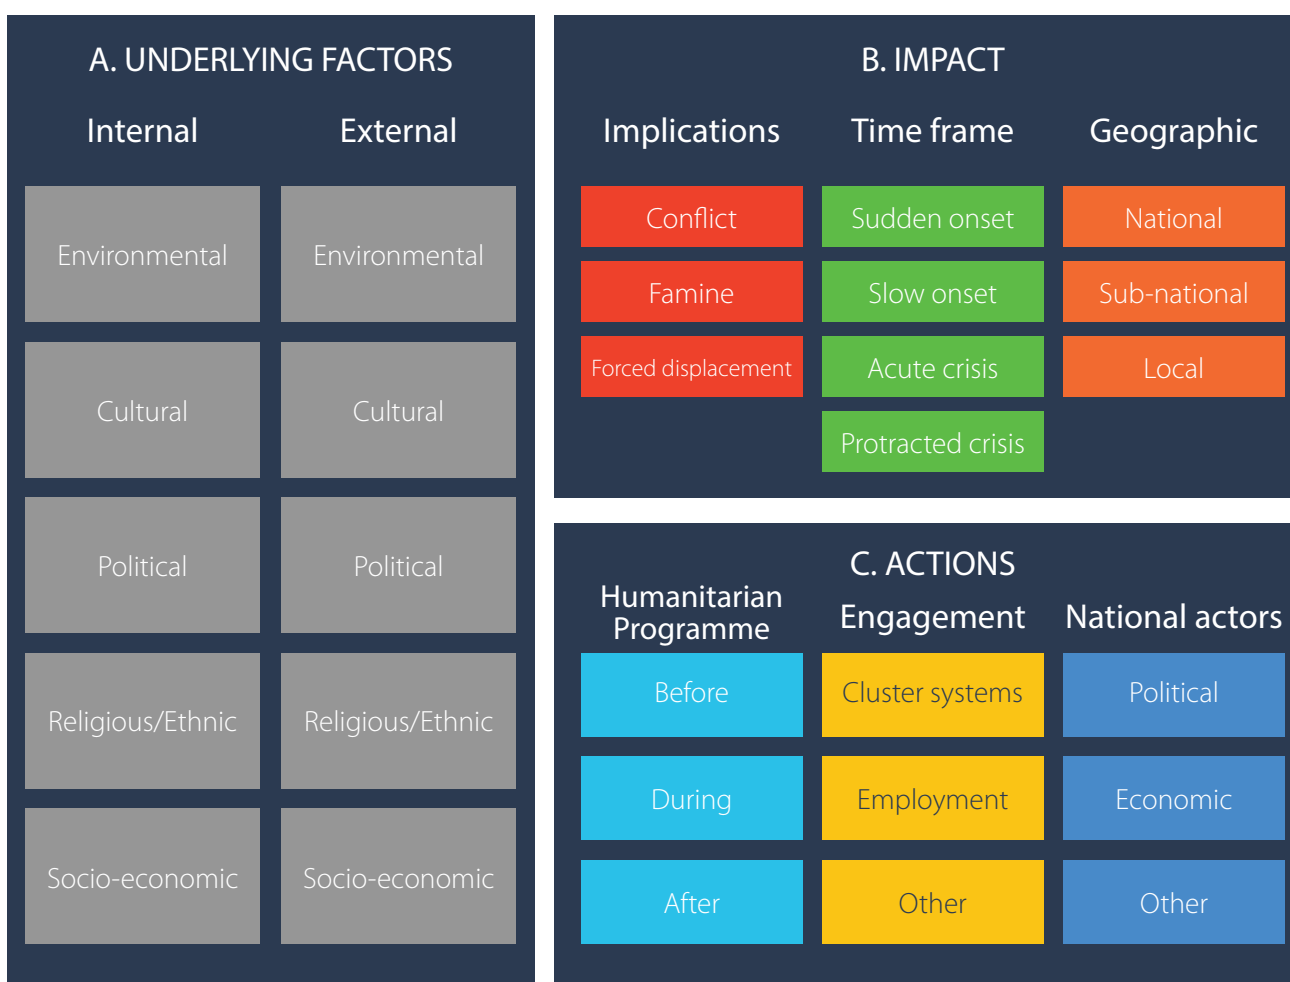 A. UNDERLYING FACTORS
Internal
External
Environmental
Environmental
Cultural
Cultural
Political
Political
Religious/Ethnic
Religious/Ethnic
Socio-economic
Socio-economic
B. IMPACT
Implications
Time frame
Geographic
Conflict
Sudden onset
National
Famine
Slow onset
Sub-national
Forced displacement
Acute crisis
Local
Protracted crisis
C. ACTIONS
Humanitarian
Programme
Engagement
National actors
Before
Cluster systems
Political
During
Employment
Economic
After
Other
Other